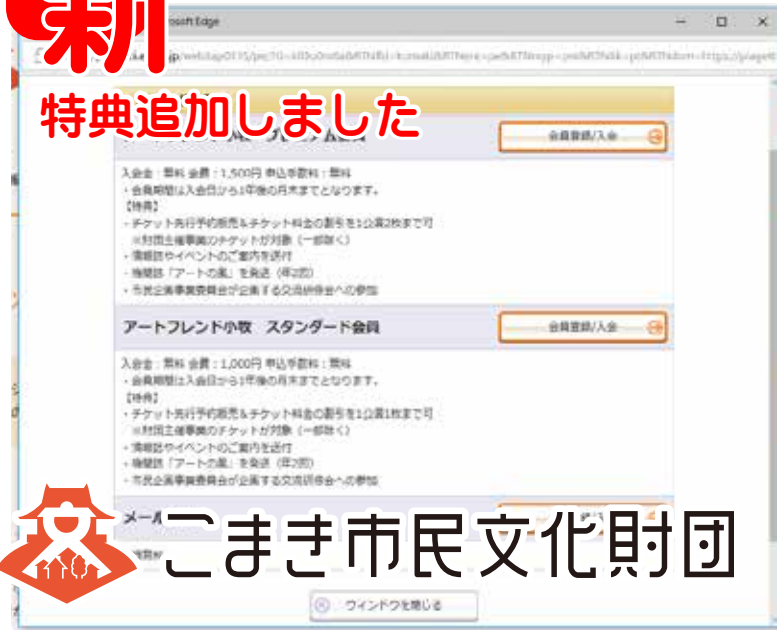 新
特典追加しました
会員登録/入会
入会金：無料 会費：1,500円 申込手数料：無料
・会員期間は入会日から1年後の月末までとなります。
【特典】
・チケット先行予約販売&チケット料金の割引を1公演2枚まで可
※財団主催事業のチケットが対象（一部除く）
・情報誌やイベントのご案内を送付
・機関誌「アートの風」を発送（年2回）
・市民企画事業委員会が企画する交流研修会への参加
アートフレンド小牧 スタンダード会員
会員登録/入会
入会金：無料 会費：1,000円 申込手数料：無料
・会員期間は入会日から1年後の月末までとなります。
【特典】
・チケット先行予約販売&チケット料金の割引を1公演1枚まで可
※財団主催事業のチケットが対象（一部除く）
・情報誌やイベントのご案内を送付
・機関誌「アートの風」を発送（年2回）
・市民企画事業委員会が企画する交流研修会への参加
こまき市民文化財団
ウィンドウを閉じる